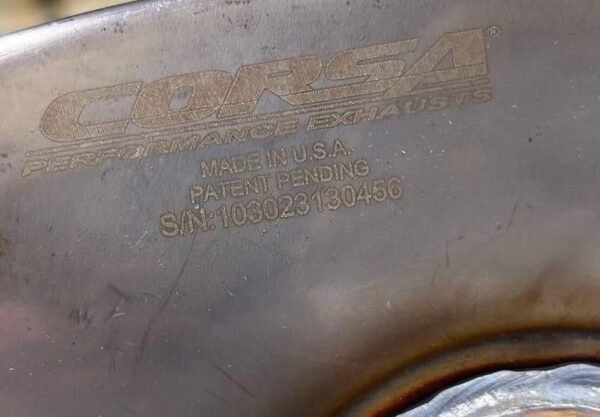 CORSA®
PERFORMANCE EXHAUSTS
MADE IN U.S.A.
PATENT PENDING
S/N:103023130456